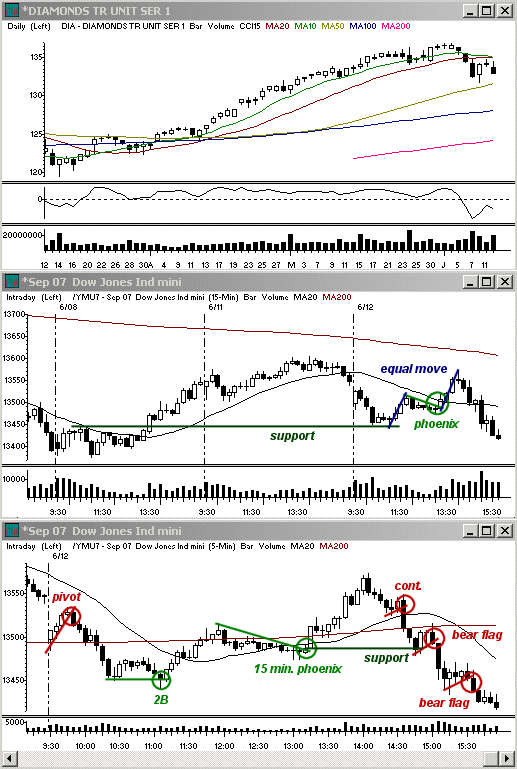 *DIAMONDS TR UNIT SER 1
Daily (Left) DIA - DIAMONDS TR UNIT SER 1 Bar Volume CCI15 MA20 MA10 MA50 MA100 MA200
135
130
125
120
0
20000000
12 14 16 20 22 26 28 30A 4 9 11 13 17 19 23 25 27 M 3 7 9 11 15 17 21 23 25 30 J 5 7 11
*Sep 07 Dow Jones Ind mini
Intraday (Left) /YMU7 - Sep 07 Dow Jones Ind mini (15-Min) Bar Volume MA20 MA200
6/08 6/11 6/12
13700
13650
13600
13550
13500
13450
13400
equal move
phoenix
support
10000
9:30 11:30 13:30 9:30 11:30 13:30 9:30 11:30 13:30 15:30
*Sep 07 Dow Jones Ind mini
Intraday (Left) /YMU7 - Sep 07 Dow Jones Ind mini (5-Min) Bar Volume MA20 MA200
6/12
13550
13500
13450
pivot
cont.
bear flag
15 min. phoenix
support
2B
bear flag
5000
9:30 10:00 10:30 11:00 11:30 12:00 12:30 13:00 13:30 14:00 14:30 15:00 15:30